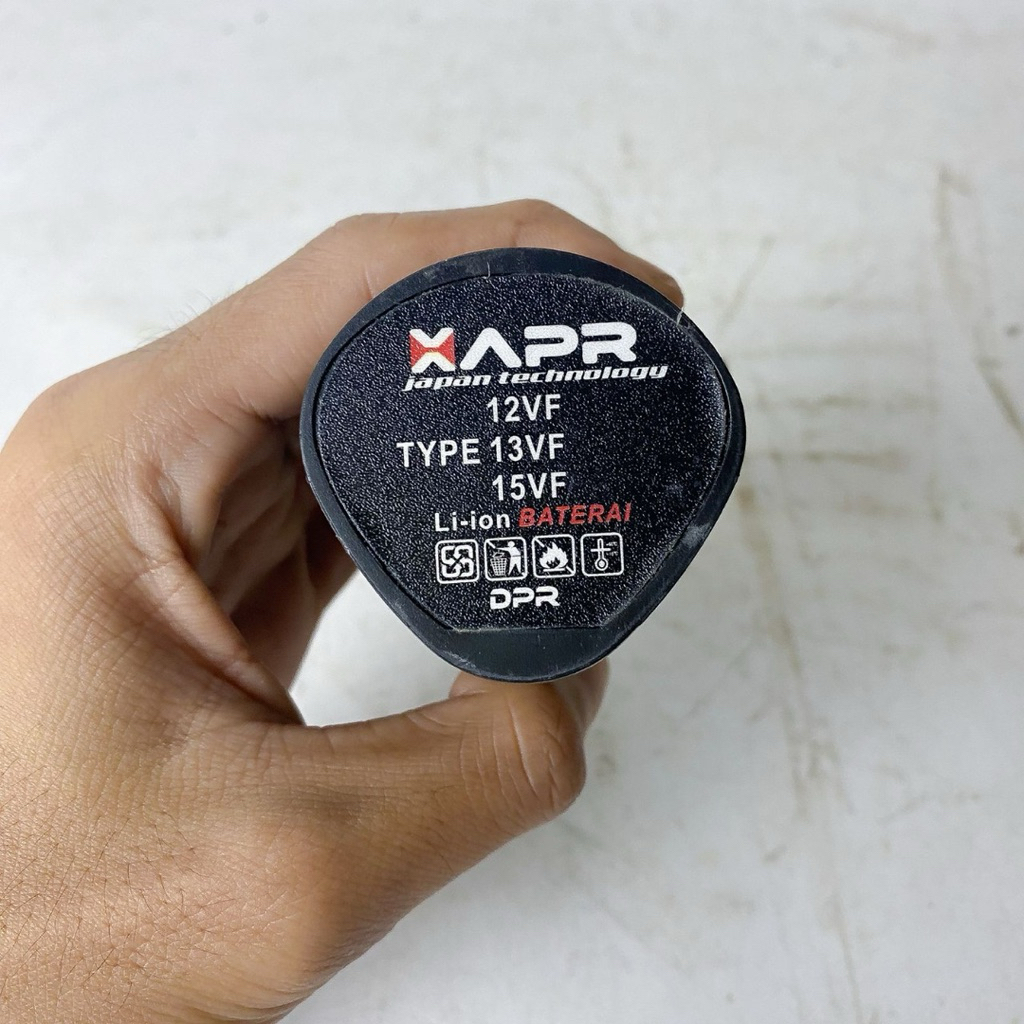 XAPR
japan technology
12VF
TYPE 13VF
15VF
Li-ion BATERAI
DPR